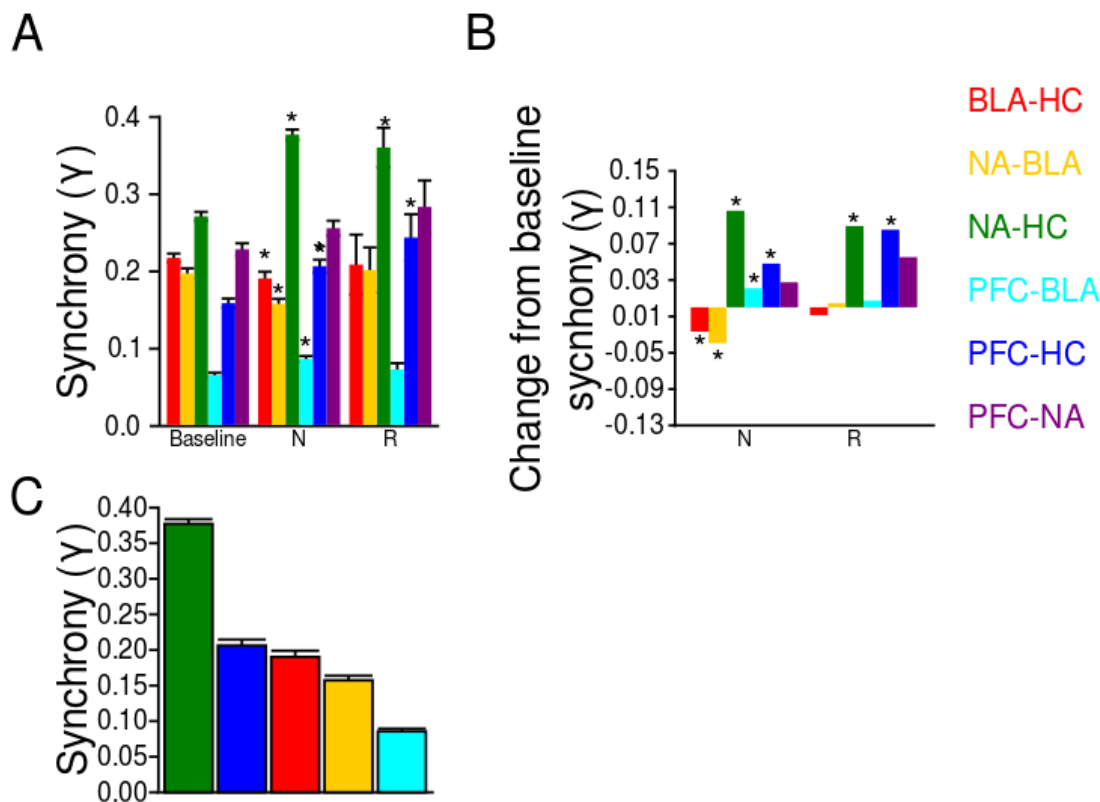 A
Synchrony (γ)
0.4
0.3
0.2
0.1
0.0
*
*
*
*
*
*
*
Baseline
N
R
B
Change from baseline
sycnhony (γ)
0.15
0.11
0.07
0.03
0.01
-0.05
-0.09
-0.13
*
*
*
*
*
*
*
N
R
BLA-HC
NA-BLA
NA-HC
PFC-BLA
PFC-HC
PFC-NA
C
Synchrony (γ)
0.40
0.35
0.30
0.25
0.20
0.15
0.10
0.05
0.00